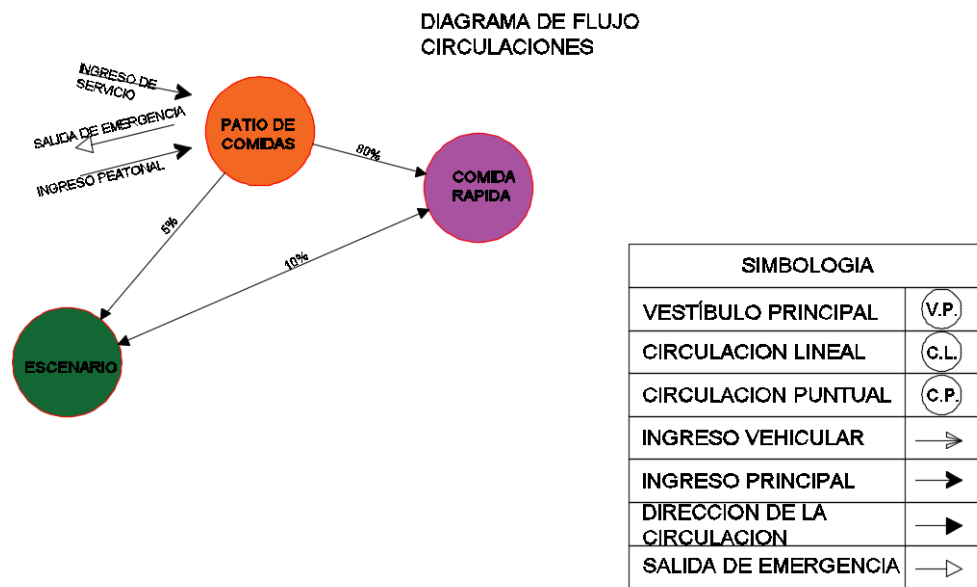 DIAGRAMA DE FLUJO
CIRCULACIONES
INGRESO DE
SERVICIO
SALIDA DE EMERGENCIA
INGRESO PEATONAL
PATIO DE
COMIDAS
80%
COMIDA
RAPIDA
5%
10%
ESCENARIO
SIMBOLOGIA
VESTÍBULO PRINCIPAL V.P.
CIRCULACION LINEAL C.L.
CIRCULACION PUNTUAL C.P.
INGRESO VEHICULAR
INGRESO PRINCIPAL
DIRECCION DE LA
CIRCULACION
SALIDA DE EMERGENCIA